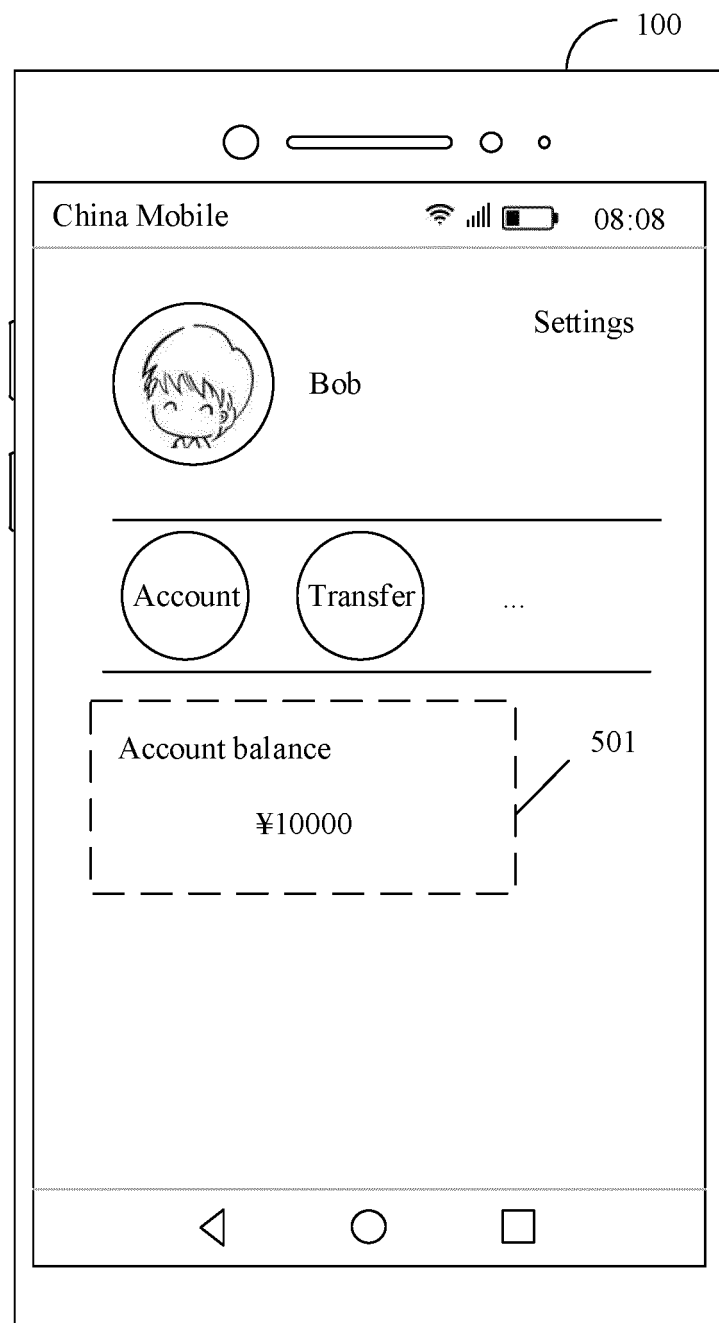 100
China Mobile 08:08
Settings
Bob
Account Transfer ...
Account balance
501
¥10000